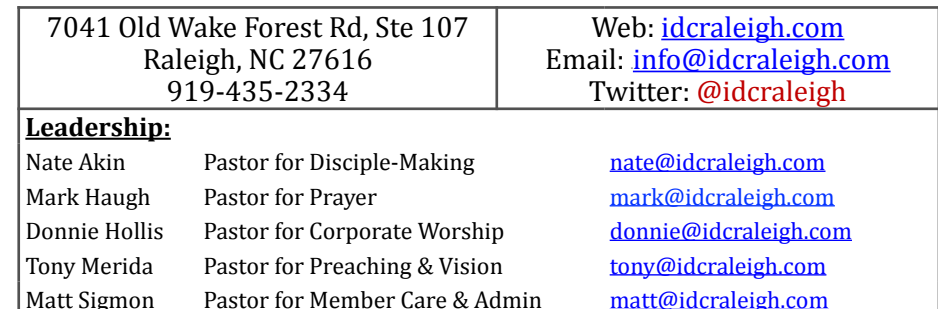 7041 Old Wake Forest Rd, Ste 107
Raleigh, NC 27616
919-435-2334
Web: idcraleigh.com
Email: info@idcraleigh.com
Twitter: @idcraleigh
Leadership:
Nate Akin Pastor for Disciple-Making nate@idcraleigh.com
Mark Haugh Pastor for Prayer mark@idcraleigh.com
Donnie Hollis Pastor for Corporate Worship donnie@idcraleigh.com
Tony Merida Pastor for Preaching & Vision tony@idcraleigh.com
Matt Sigmon Pastor for Member Care & Admin matt@idcraleigh.com